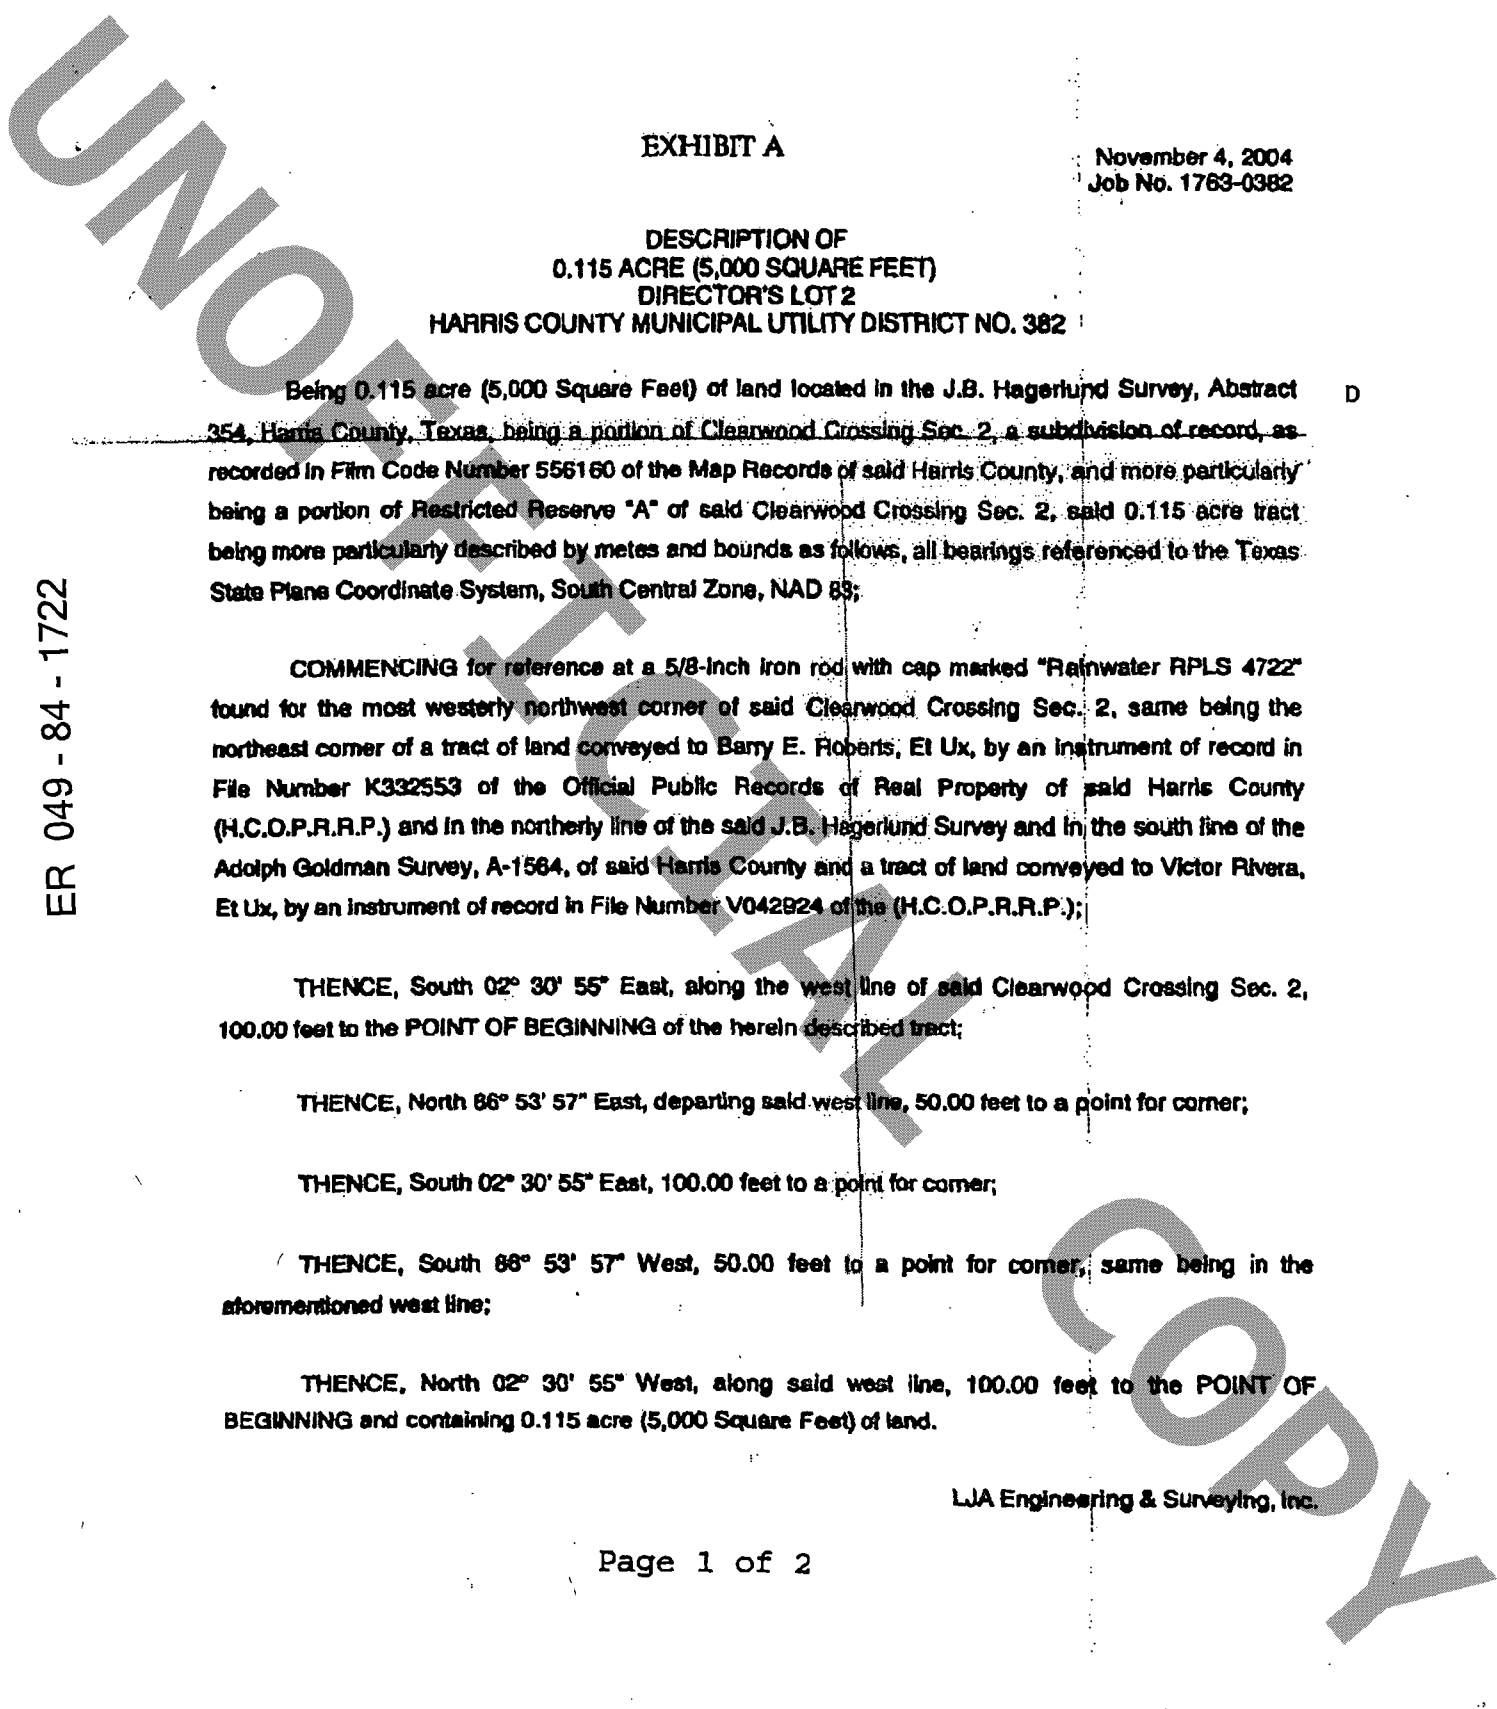 EXHIBIT A
November 4, 2004
Job No. 1763-0382
DESCRIPTION OF
0.115 ACRE (5,000 SQUARE FEET)
DIRECTOR'S LOT 2
HARRIS COUNTY MUNICIPAL UTILITY DISTRICT NO. 382
Being 0.115 acre (5,000 Square Feet) of land located in the J.B. Hagerlund Survey, Abstract
D
354, Harris County, Texas, being a portion of Clearwood Crossing Sec. 2, a subdivision of record, as
recorded in Film Code Number 556160 of the Map Records of said Harris County, and more particularly
being a portion of Restricted Reserve "A" of said Clearwood Crossing Sec. 2, said 0.115 acre tract
being more particularly described by metes and bounds as follows, all bearings referenced to the Texas
State Plane Coordinate System, South Central Zone, NAD 83;
COMMENCING for reference at a 5/8-inch iron rod with cap marked "Rainwater RPLS 4722"
found for the most westerly northwest corner of said Clearwood Crossing Sec. 2, same being the
northeast corner of a tract of land conveyed to Barry E. Roberts, Et Ux, by an instrument of record in
File Number K332553 of the Official Public Records of Real Property of said Harris County
(H.C.O.P.R.R.P.) and in the northerly line of the said J.B. Hagerlund Survey and in the south line of the
Adolph Goldman Survey, A-1564, of said Harris County and a tract of land conveyed to Victor Rivera,
Et Ux, by an instrument of record in File Number V042924 of the (H.C.O.P.R.R.P.);
THENCE, South 02° 30' 55" East, along the west line of said Clearwood Crossing Sec. 2,
100.00 feet to the POINT OF BEGINNING of the herein described tract;
THENCE, North 86° 53' 57" East, departing said west line, 50.00 feet to a point for corner;
THENCE, South 02° 30' 55" East, 100.00 feet to a point for corner;
THENCE, South 86° 53' 57" West, 50.00 feet to a point for corner, same being in the
aforementioned west line;
THENCE, North 02° 30' 55" West, along said west line, 100.00 feet to the POINT OF
BEGINNING and containing 0.115 acre (5,000 Square Feet) of land.
LJA Engineering & Surveying, Inc.
Page 1 of 2
ER 049 - 84 - 1722
UNOFFICIAL COPY